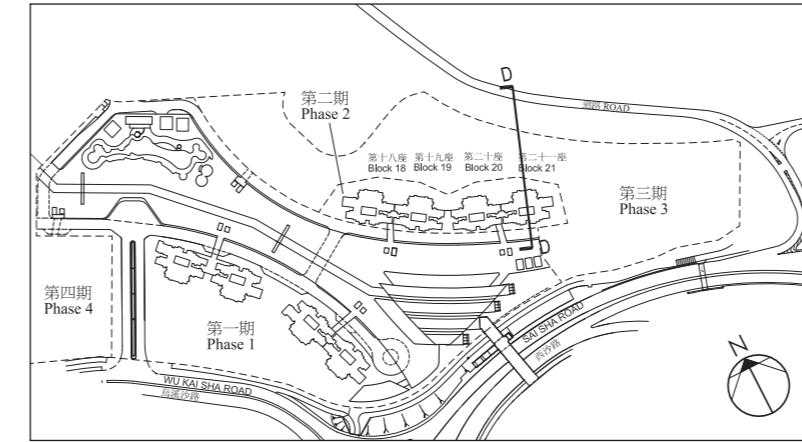 D
第二期
Phase 2
ROAD
第十八座 第十九座 第二十座 第二十一座
Block 18 Block 19 Block 20 Block 21
第三期
Phase 3
D
第四期
Phase 4
第一期
Phase 1
SAI SHA ROAD
西沙路
WU KAI SHA ROAD
烏溪沙路
N